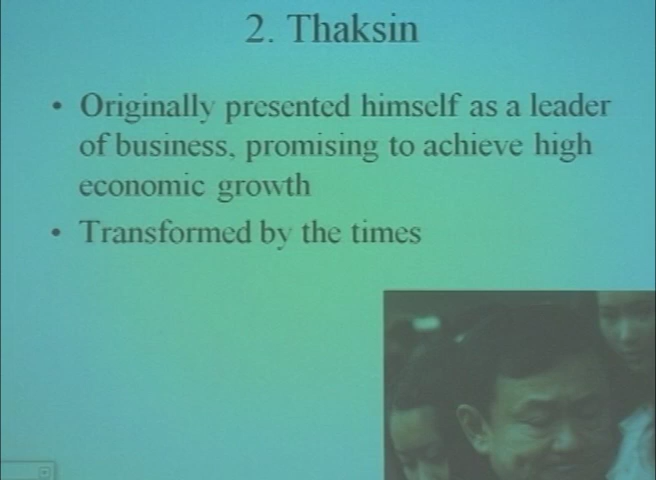 2. Thaksin
• Originally presented himself as a leader
of business, promising to achieve high
economic growth
• Transformed by the times